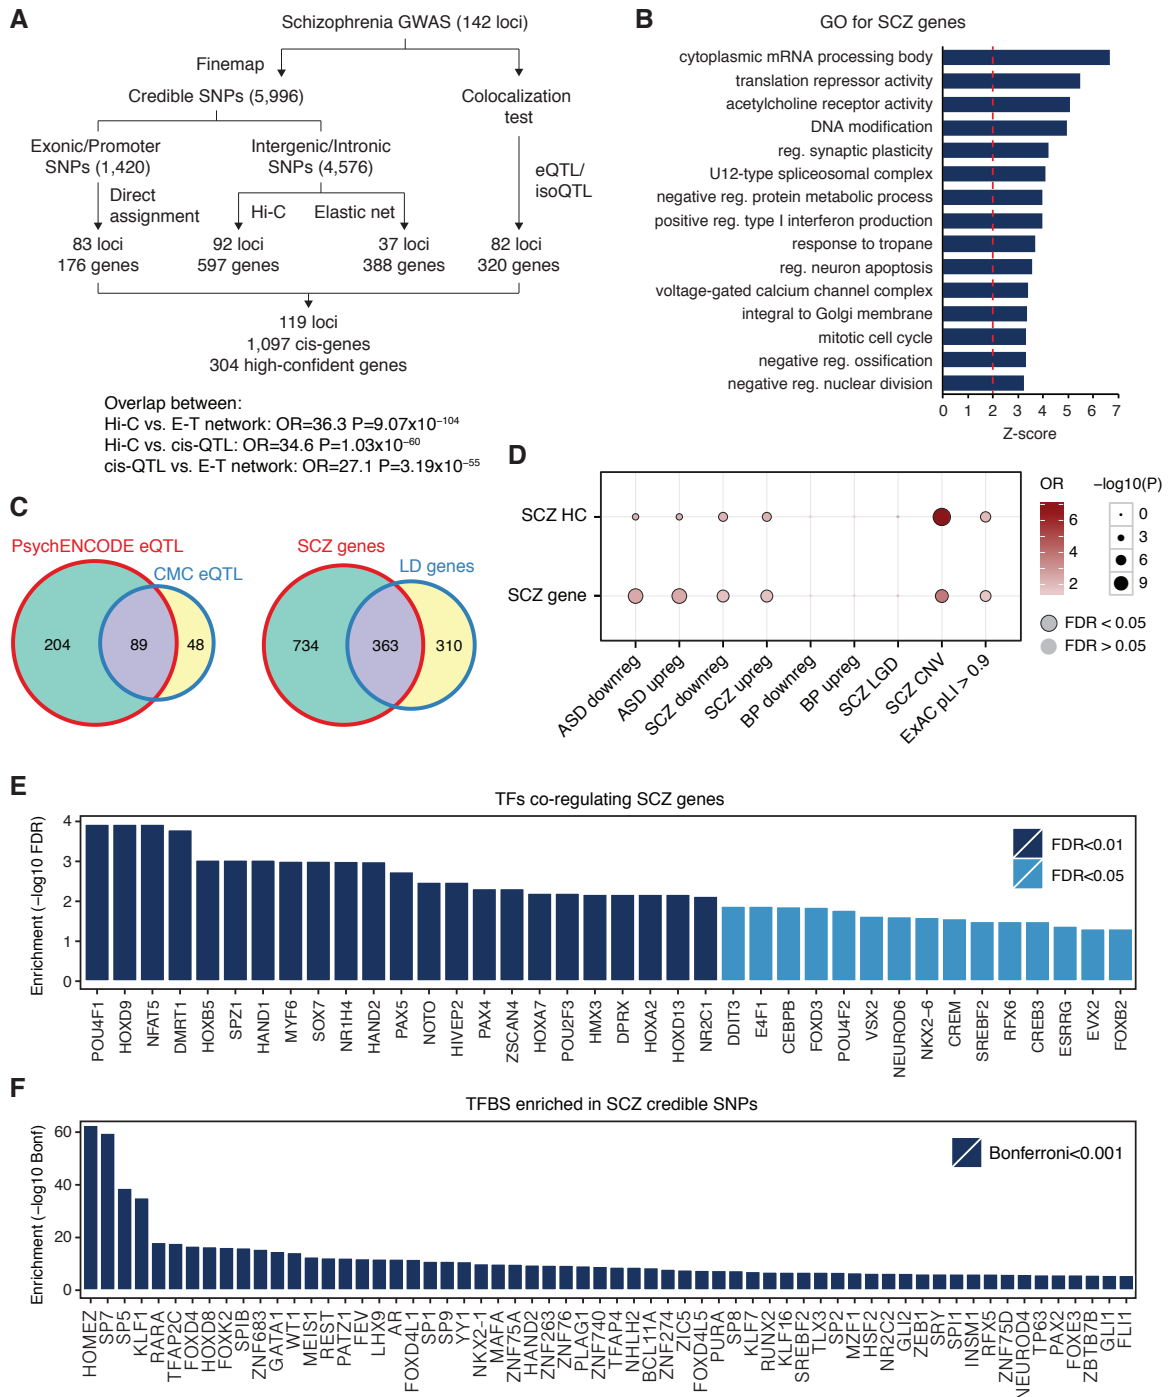 A
Schizophrenia GWAS (142 loci)
Finemap
Credible SNPs (5,996)
Colocalization
test
Exonic/Promoter
SNPs (1,420)
Intergenic/Intronic
SNPs (4,576)
Direct
assignment
Hi-C
Elastic net
eQTL/
isoQTL
83 loci
176 genes
92 loci
597 genes
37 loci
388 genes
82 loci
320 genes
119 loci
1,097 cis-genes
304 high-confident genes
Overlap between:
Hi-C vs. E-T network: OR=36.3 P=9.07x10⁻¹⁰⁴
Hi-C vs. cis-QTL: OR=34.6 P=1.03x10⁻⁶⁰
cis-QTL vs. E-T network: OR=27.1 P=3.19x10⁻⁵⁵
B
GO for SCZ genes
cytoplasmic mRNA processing body
translation repressor activity
acetylcholine receptor activity
DNA modification
reg. synaptic plasticity
U12-type spliceosomal complex
negative reg. protein metabolic process
positive reg. type I interferon production
response to tropane
reg. neuron apoptosis
voltage-gated calcium channel complex
integral to Golgi membrane
mitotic cell cycle
negative reg. ossification
negative reg. nuclear division
0 1 2 3 4 5 6 7
Z-score
C
PsychENCODE eQTL
CMC eQTL
204
89
48
SCZ genes
LD genes
734
363
310
D
SCZ HC
SCZ gene
ASD downreg
ASD upreg
SCZ downreg
SCZ upreg
BP downreg
BP upreg
SCZ LGD
SCZ CNV
ExAC pLI > 0.9
OR
6
4
2
−log10(P)
0
3
6
9
FDR < 0.05
FDR > 0.05
E
TFs co-regulating SCZ genes
Enrichment (−log10 FDR)
4
3
2
1
0
FDR<0.01
FDR<0.05
POU4F1
HOXD9
NFAT5
DMRT1
HOXB5
SPZ1
HAND1
MYF6
SOX7
NR1H4
HAND2
PAX5
NOTO
HIVEP2
PAX4
ZSCAN4
HOXA7
POU2F3
HMX3
DPRX
HOXA2
HOXD13
NR2C1
DDIT3
E4F1
CEBPB
FOXD3
POU4F2
VSX2
NEUROD6
NKX2−6
CREM
SREBF2
RFX6
CREB3
ESRRG
EVX2
FOXB2
F
TFBS enriched in SCZ credible SNPs
Enrichment (−log10 Bonf)
60
40
20
0
Bonferroni<0.001
HOMEZ
SP7
SP5
KLF1
RARA
TFAP2C
FOXD4
HOXD8
FOXK2
SPIB
ZNF683
GATA1
WT1
MEIS1
REST
PATZ1
FEV
LHX9
AR
FOXD4L1
SP1
SP9
YY1
NKX2−1
MAFA
ZNF75A
HAND2
ZNF263
ZNF76
PLAG1
ZNF740
TFAP4
NHLH2
BCL11A
ZNF274
ZIC5
FOXD4L5
PURA
SP8
KLF7
RUNX2
KLF16
SREBF2
TLX3
SP2
MZF1
HSF2
NR2C2
GLI2
ZEB1
SRY
SPI1
INSM1
RFX5
ZNF75D
NEUROD4
TP63
PAX2
FOXE3
ZBTB7B
GLI1
FLI1